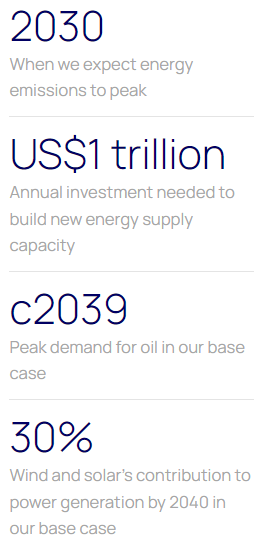 2030
When we expect energy
emissions to peak
US$1 trillion
Annual investment needed to
build new energy supply
capacity
c2039
Peak demand for oil in our base
case
30%
Wind and solar's contribution to
power generation by 2040 in
our base case